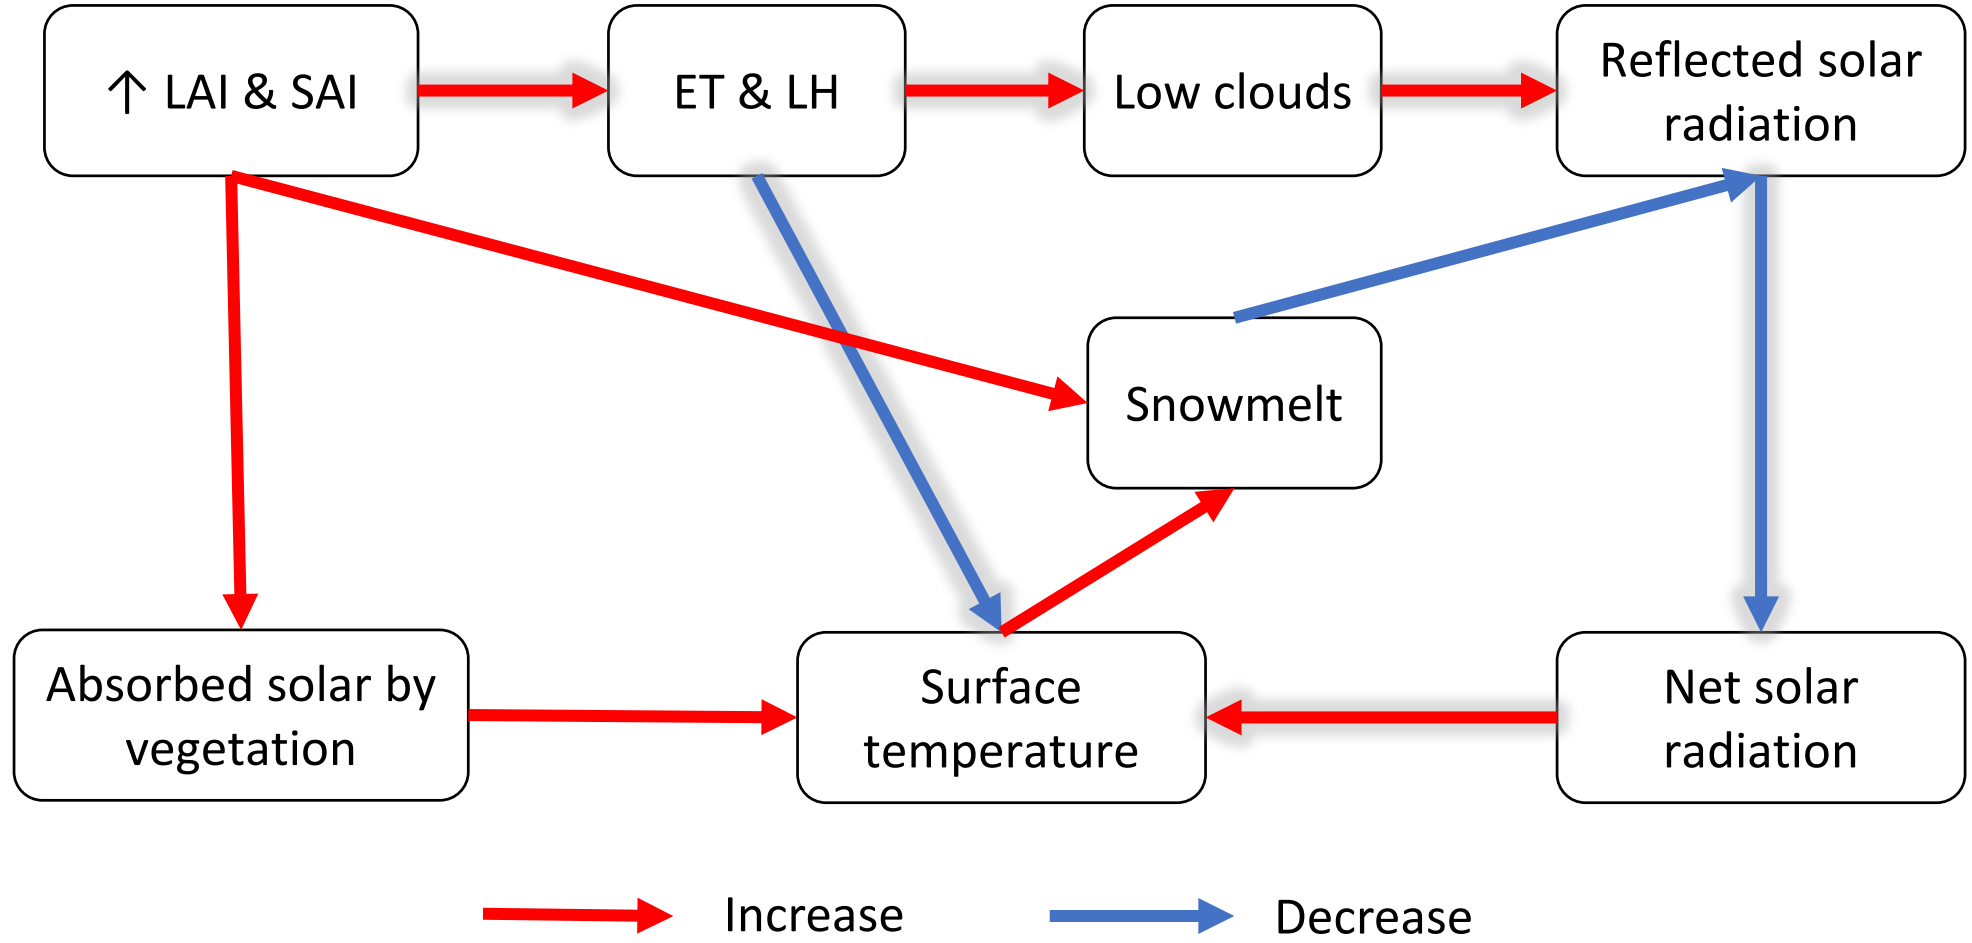 ↑ LAI & SAI
ET & LH
Low clouds
Reflected solar
radiation
Snowmelt
Absorbed solar by
vegetation
Surface
temperature
Net solar
radiation
Increase
Decrease